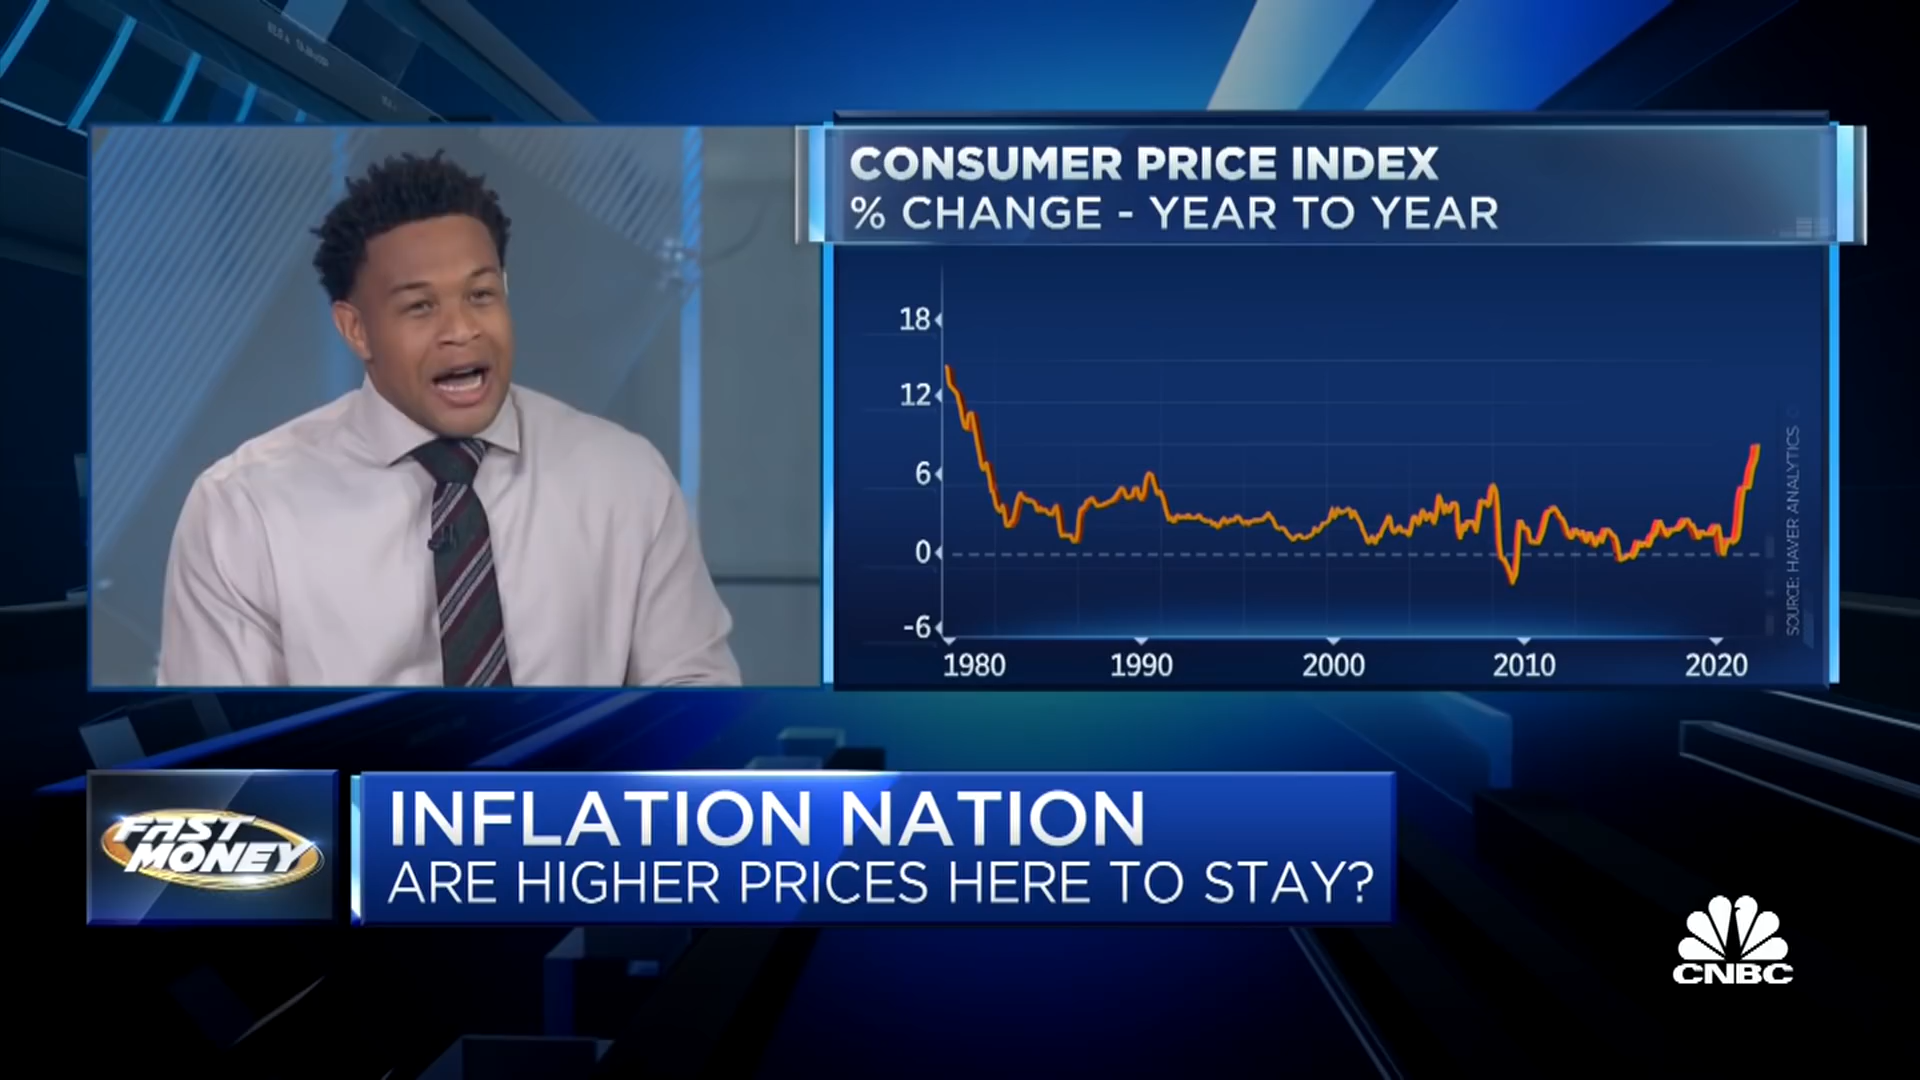 CONSUMER PRICE INDEX
% CHANGE - YEAR TO YEAR
18
12
6
0
-6
1980 1990 2000 2010 2020
SOURCE: HAVER ANALYTICS
FAST
MONEY
INFLATION NATION
ARE HIGHER PRICES HERE TO STAY?
CNBC